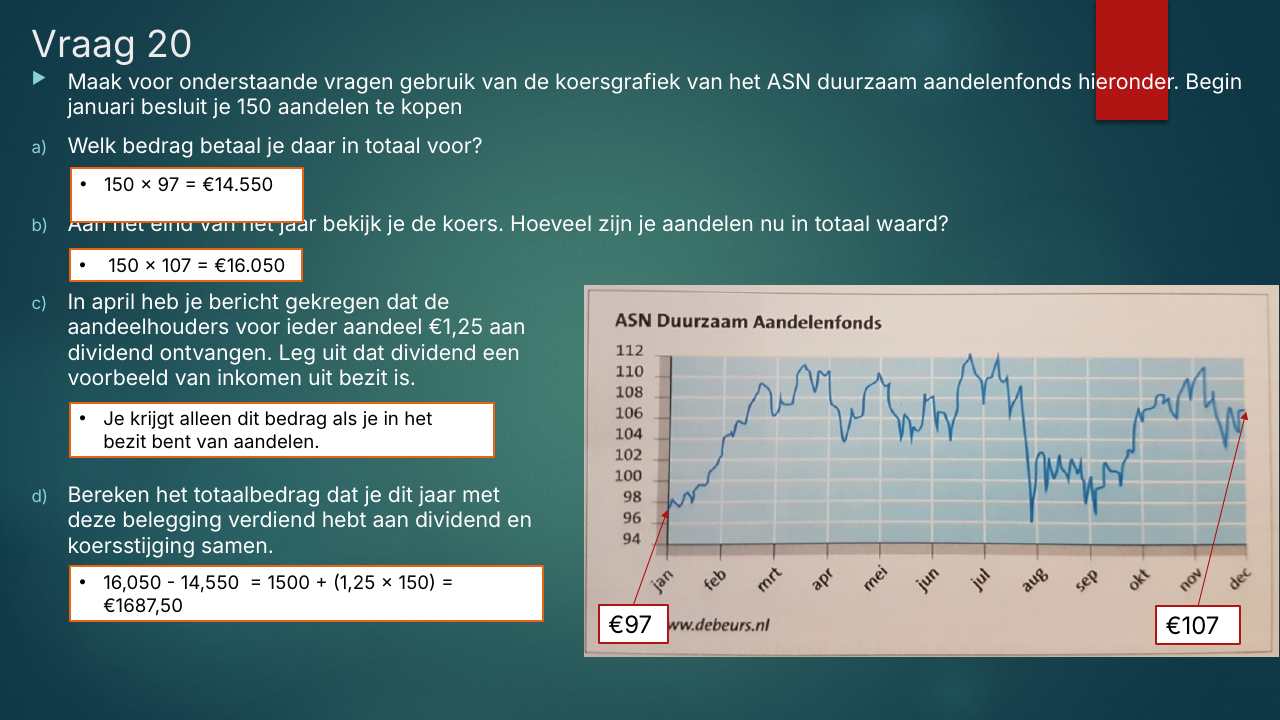 Vraag 20
Maak voor onderstaande vragen gebruik van de koersgrafiek van het ASN duurzaam aandelenfonds hieronder. Begin
januari besluit je 150 aandelen te kopen
a) Welk bedrag betaal je daar in totaal voor?
• 150 × 97 = €14.550
b) Aan het eind van het jaar bekijk je de koers. Hoeveel zijn je aandelen nu in totaal waard?
• 150 × 107 = €16.050
c) In april heb je bericht gekregen dat de
aandeelhouders voor ieder aandeel €1,25 aan
dividend ontvangen. Leg uit dat dividend een
voorbeeld van inkomen uit bezit is.
• Je krijgt alleen dit bedrag als je in het
bezit bent van aandelen.
d) Bereken het totaalbedrag dat je dit jaar met
deze belegging verdiend hebt aan dividend en
koersstijging samen.
• 16,050 - 14,550 = 1500 + (1,25 × 150) =
€1687,50
ASN Duurzaam Aandelenfonds
112
110
108
106
104
102
100
98
96
94
jan feb mrt apr mei jun jul aug sep okt nov dec
€97
ww.debeurs.nl
€107